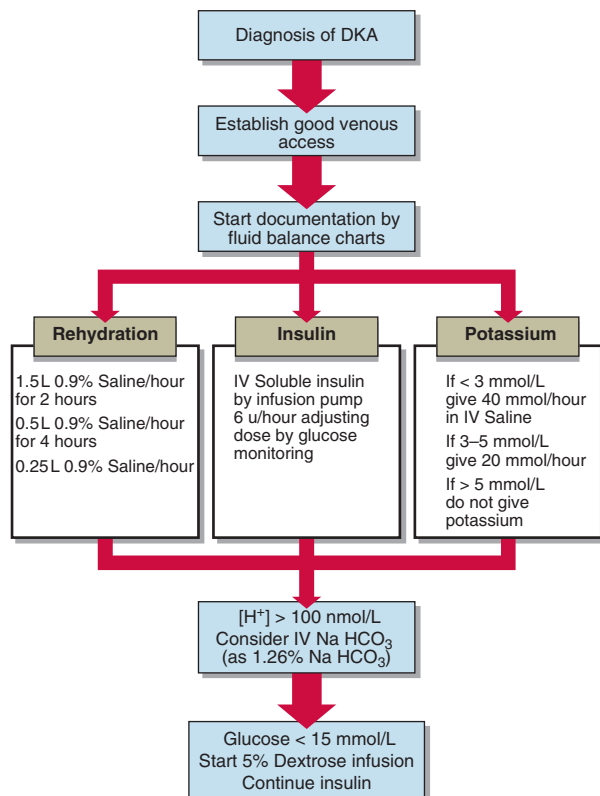 Diagnosis of DKA
Establish good venous
access
Start documentation by
fluid balance charts
Rehydration
1.5L 0.9% Saline/hour
for 2 hours
0.5L 0.9% Saline/hour
for 4 hours
0.25L 0.9% Saline/hour
Insulin
IV Soluble insulin
by infusion pump
6 u/hour adjusting
dose by glucose
monitoring
Potassium
If < 3 mmol/L
give 40 mmol/hour
in IV Saline
If 3–5 mmol/L
give 20 mmol/hour
If > 5 mmol/L
do not give
potassium
[H⁺] > 100 nmol/L
Consider IV Na HCO₃
(as 1.26% Na HCO₃)
Glucose < 15 mmol/L
Start 5% Dextrose infusion
Continue insulin